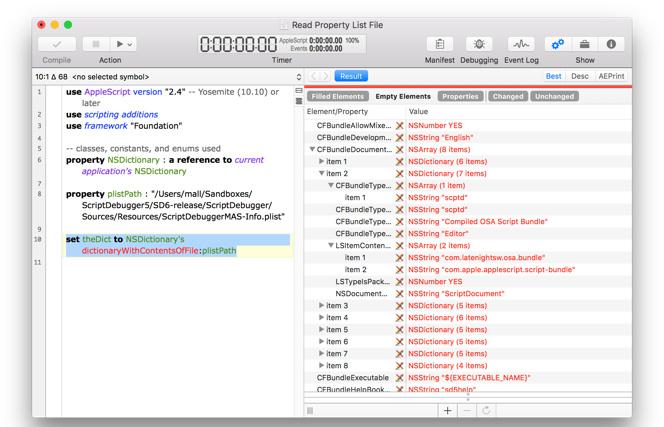 Read Property List File
0:00:00:00 AppleScript 0:00:00.00 100%
Events 0:00:00.00
Compile Action Timer Manifest Debugging Event Log Show
10:1 Δ 68 <no selected symbol>
Result Best Desc AEPrint
Filled Elements Empty Elements Properties Changed Unchanged
Element/Property Value
1 use AppleScript version "2.4" -- Yosemite (10.10) or
later
2 use scripting additions
3 use framework "Foundation"
4
5 -- classes, constants, and enums used
6 property NSDictionary : a reference to current
application's NSDictionary
7
8 property plistPath : "/Users/mall/Sandboxes/
ScriptDebugger5/SD6-release/ScriptDebugger/
Sources/Resources/ScriptDebuggerMAS-Info.plist"
9
10 set theDict to NSDictionary's
dictionaryWithContentsOfFile:plistPath
11
CFBundleAllowMixe... NSNumber YES
CFBundleDevelopm... NSString "English"
CFBundleDocument... NSArray (8 items)
item 1 NSDictionary (6 items)
item 2 NSDictionary (7 items)
CFBundleType... NSArray (1 item)
item 1 "scptd"
CFBundleType... NSString "scptd"
CFBundleType... NSString "Compiled OSA Script Bundle"
CFBundleType... NSString "Editor"
LSItemConten... NSArray (2 items)
item 1 "com.latenightsw.osa.bundle"
item 2 "com.apple.applescript.script-bundle"
LSTypeIsPack... NSNumber YES
NSDocument... NSString "ScriptDocument"
item 3 NSDictionary (5 items)
item 4 NSDictionary (6 items)
item 5 NSDictionary (5 items)
item 6 NSDictionary (5 items)
item 7 NSDictionary (5 items)
item 8 NSDictionary (4 items)
CFBundleExecutable NSString "${EXECUTABLE_NAME}"
CFBundleHelpBook... NSString "sd5help"